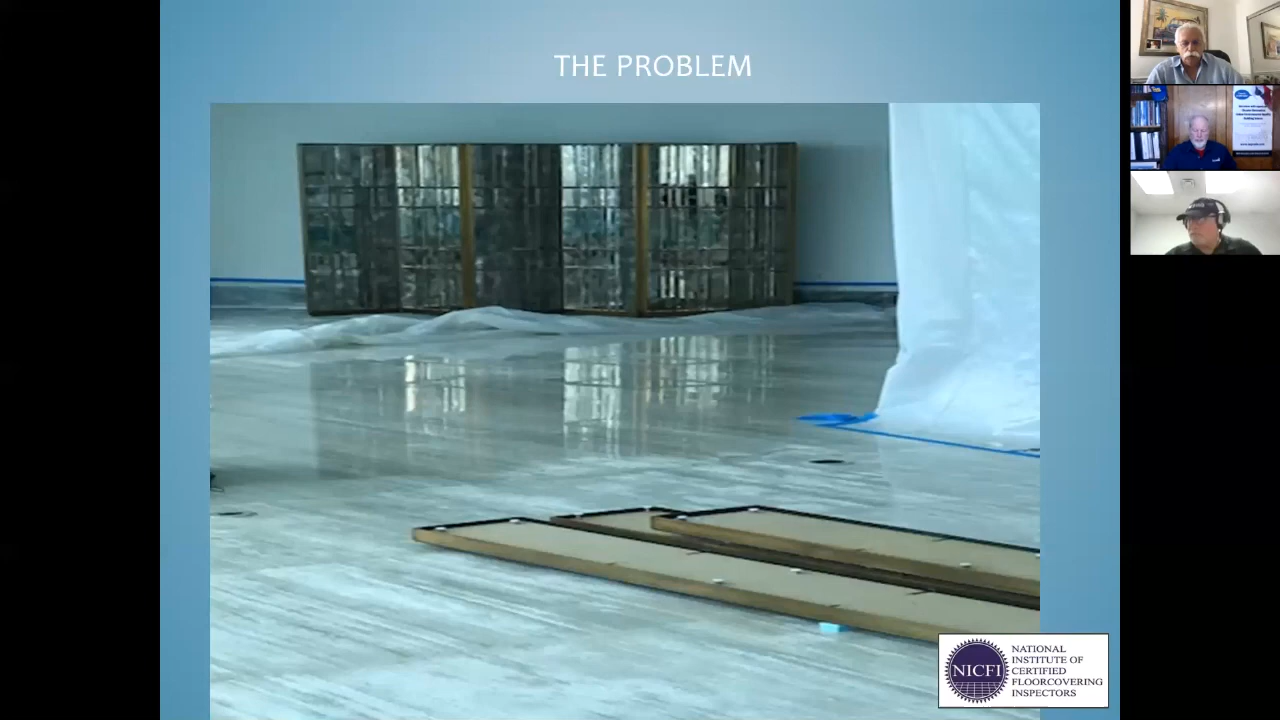 THE PROBLEM
NICFI
NATIONAL
INSTITUTE OF
CERTIFIED
FLOORCOVERING
INSPECTORS